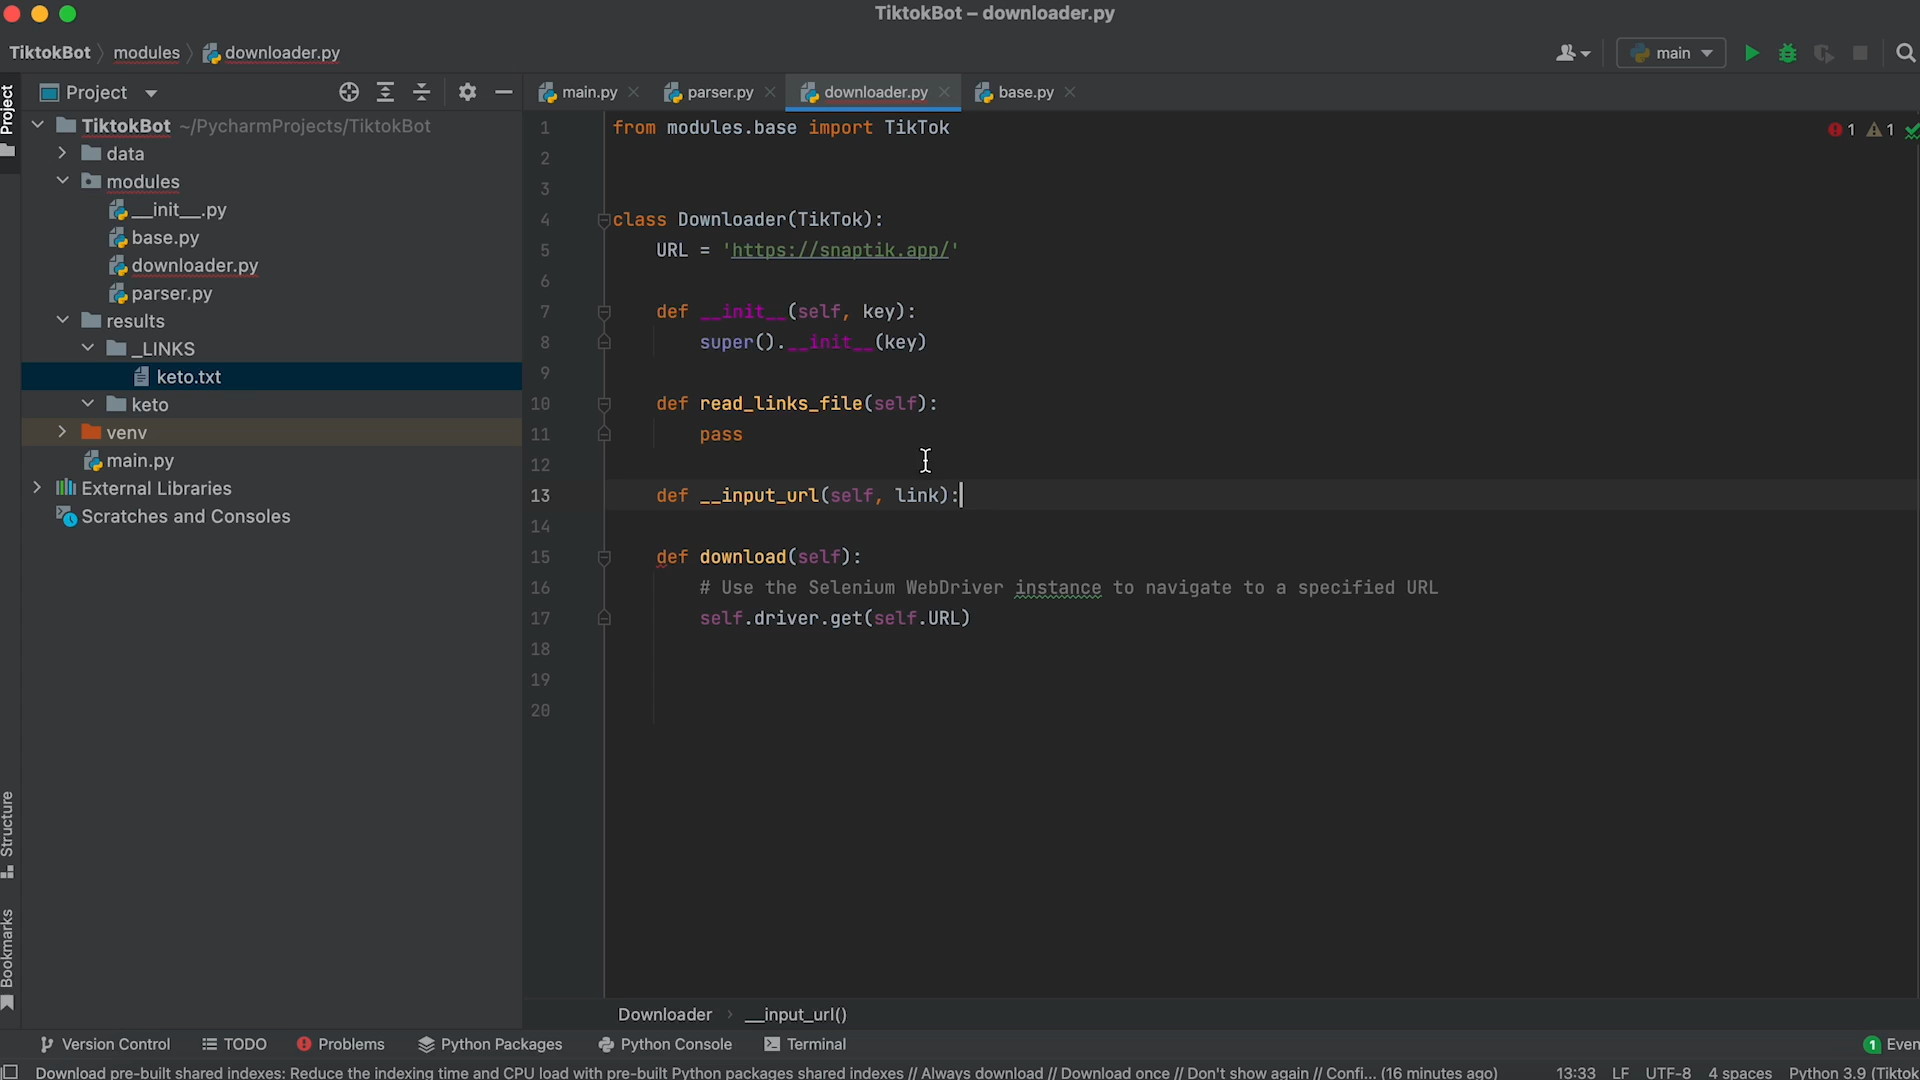 TiktokBot – downloader.py
TiktokBot modules downloader.py
main
Project
main.py parser.py downloader.py base.py
Project
TiktokBot ~/PycharmProjects/TiktokBot
data
modules
__init__.py
base.py
downloader.py
parser.py
results
_LINKS
keto.txt
keto
venv
main.py
External Libraries
Scratches and Consoles
1 from modules.base import TikTok
1 1
2
3
4 class Downloader(TikTok):
5 URL = 'https://snaptik.app/'
6
7 def __init__(self, key):
8 super().__init__(key)
9
10 def read_links_file(self):
11 pass
12
13 def __input_url(self, link):
14
15 def download(self):
16 # Use the Selenium WebDriver instance to navigate to a specified URL
17 self.driver.get(self.URL)
18
19
20
Structure
Bookmarks
Downloader __input_url()
Version Control TODO Problems Python Packages Python Console Terminal
1 Even
Download pre-built shared indexes: Reduce the indexing time and CPU load with pre-built Python packages shared indexes // Always download // Download once // Don't show again // Confi... (16 minutes ago)
13:33 LF UTF-8 4 spaces Python 3.9 (Tiktok